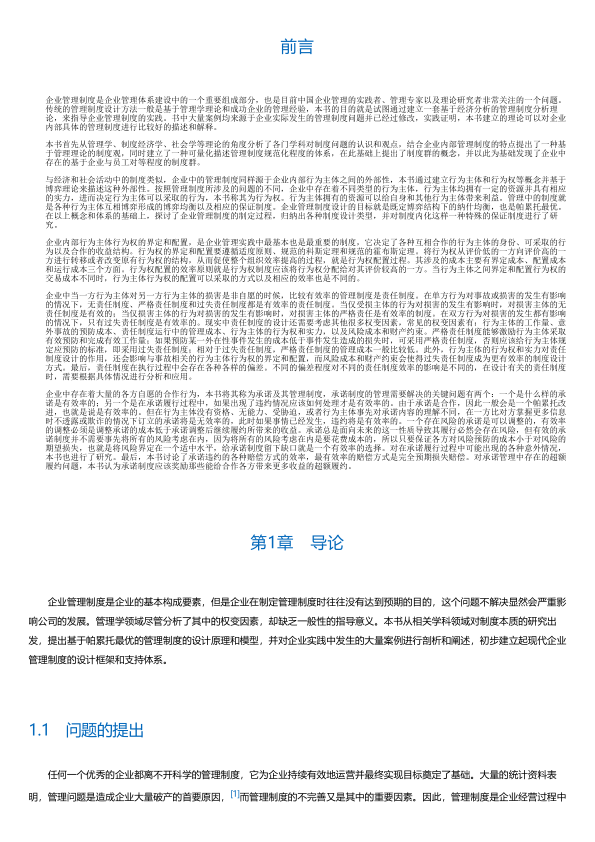 前言
企业管理制度是企业管理体系建设中的一个重要组成部分，也是目前中国企业管理的实践者、管理专家以及理论研究者非常关注的一个问题。
传统的管理制度设计方法一般是基于管理学理论和成功企业的管理经验，本书的目的就是试图通过建立一套基于经济分析的管理制度分析理
论，来指导企业管理制度的实践。书中大量案例均来源于企业实际发生的管理制度问题并已经过修改，实践证明，本书建立的理论可以对企业
内部具体的管理制度进行比较好的描述和解释。
本书首先从管理学、制度经济学、社会学等理论的角度分析了各门学科对制度问题的认识和观点，结合企业内部管理制度的特点提出了一种基
于管理理论的制度观，同时建立了一种可量化描述管理制度规范化程度的体系，在此基础上提出了制度群的概念，并以此为基础发现了企业中
存在的基于企业与员工对等程度的制度群。
与经济和社会活动中的制度类似，企业中的管理制度同样源于企业内部行为主体之间的外部性，本书通过建立行为主体和行为权等概念并基于
博弈理论来描述这种外部性。按照管理制度所涉及的问题的不同，企业中存在着不同类型的行为主体，行为主体均拥有一定的资源并具有相应
的实力，进而决定行为主体可以采取的行为，本书称其为行为权。行为主体拥有的资源可以给自身和其他行为主体带来利益，管理中的制度就
是各种行为主体互相博弈形成的博弈均衡以及相应的保证制度。企业管理制度设计的目标就是既定博弈结构下的纳什均衡，也是帕累托最优。
在以上概念和体系的基础上，探讨了企业管理制度的制定过程，归纳出各种制度设计类型，并对制度内化这样一种特殊的保证制度进行了研
究。
企业内部行为主体行为权的界定和配置，是企业管理实践中最基本也是最重要的制度，它决定了各种互相合作的行为主体的身份、可采取的行
为以及合作的收益结构。行为权的界定和配置要遵循适度原则、规范的科斯定理和规范的霍布斯定理。将行为权从评价低的一方向评价高的一
方进行转移或者改变原有行为权的结构，从而促使整个组织效率提高的过程，就是行为权配置过程。其涉及的成本主要有界定成本、配置成本
和运行成本三个方面。行为权配置的效率原则就是行为权制度应该将行为权分配给对其评价较高的一方。当行为主体之间界定和配置行为权的
交易成本不同时，行为主体行为权的配置可以采取的方式以及相应的效率也是不同的。
企业中当一方行为主体对另一方行为主体的损害是非自愿的时候，比较有效率的管理制度是责任制度。在单方行为对事故或损害的发生有影响
的情况下，无责任制度、严格责任制度和过失责任制度都是有效率的责任制度。当仅受损害主体的行为对损害的发生有影响时，对损害主体的无
责任制度是有效的；当仅损害主体的行为对损害的发生有影响时，对损害主体的严格责任是有效率的制度。在双方行为对损害的发生都有影响
的情况下，只有过失责任制度是有效率的。现实中责任制度的设计还需要考虑其他很多权变因素，常见的权变因素有：行为主体的工作量、意
外事故的预防成本、责任制度运行中的管理成本、行为主体的行为权和实力，以及风险成本和财产约束。严格责任制度能够激励行为主体采取
有效预防和完成有效工作量；如果预防某一外在性事件发生的成本低于事件发生造成的损失时，可采用严格责任制度，否则应该给行为主体规
定应预防的标准，即采用过失责任制度；相对于过失责任制度，严格责任制度的管理成本一般比较低。此外，行为主体的行为权和实力对责任
制度设计的作用，还会影响与事故相关的行为主体行为权的界定和配置，而风险成本和财产约束会使得过失责任制度成为更有效率的制度设计
方式。最后，责任制度在执行过程中会存在各种各样的偏差。不同的偏差程度对不同的责任制度效率的影响是不同的，在设计有关的责任制度
时，需要根据具体情况进行分析和应用。
企业中存在着大量的各方自愿的合作行为，本书将其称为承诺及其管理制度，承诺制度的管理需要解决的关键问题有两个：一个是什么样的承
诺是有效率的；另一个是在承诺履行过程中，如果出现了违约情况应该如何处理才是有效率的。由于承诺是合作，因此一般会是一个帕累托改
进，也就是说是有效率的。但在行为主体没有资格、无能力、受胁迫，或者行为主体事先对承诺内容的理解不同，在一方比对方掌握更多信息
时不透露或欺诈的情况下订立的承诺将是无效率的，此时如果事情已经发生，违约将是有效率的。一个存在风险的承诺是可以调整的，有效率
的调整必须是调整承诺的成本低于承诺调整后继续履约所带来的收益。承诺总是面向未来的这一性质导致其履行必然会存在风险，但有效的承
诺制度并不需要事先将所有的风险考虑在内，因为将所有的风险考虑在内是要花费成本的，所以只要保证各方对风险预防的成本小于对风险的
期望损失，也就是将风险界定在一个适中水平，给承诺制度留下缺口就是一个有效率的选择。对在承诺履行过程中可能出现的各种意外情况，
本书也进行了研究。最后，本书讨论了承诺违约的各种赔偿方式的效率，最有效率的赔偿方式是完全预期损失赔偿。对承诺管理中存在的超额
履约问题，本书认为承诺制度应该奖励那些能给合作各方带来更多收益的超额履约。
第1章　导论
企业管理制度是企业的基本构成要素，但是企业在制定管理制度时往往没有达到预期的目的，这个问题不解决显然会严重影
响公司的发展。管理学领域尽管分析了其中的权变因素，却缺乏一般性的指导意义。本书从相关学科领域对制度本质的研究出
发，提出基于帕累托最优的管理制度的设计原理和模型，并对企业实践中发生的大量案例进行剖析和阐述，初步建立起现代企业
管理制度的设计框架和支持体系。
1.1　问题的提出
任何一个优秀的企业都离不开科学的管理制度，它为企业持续有效地运营并最终实现目标奠定了基础。大量的统计资料表
明，管理问题是造成企业大量破产的首要原因，[1]而管理制度的不完善又是其中的重要因素。因此，管理制度是企业经营过程中